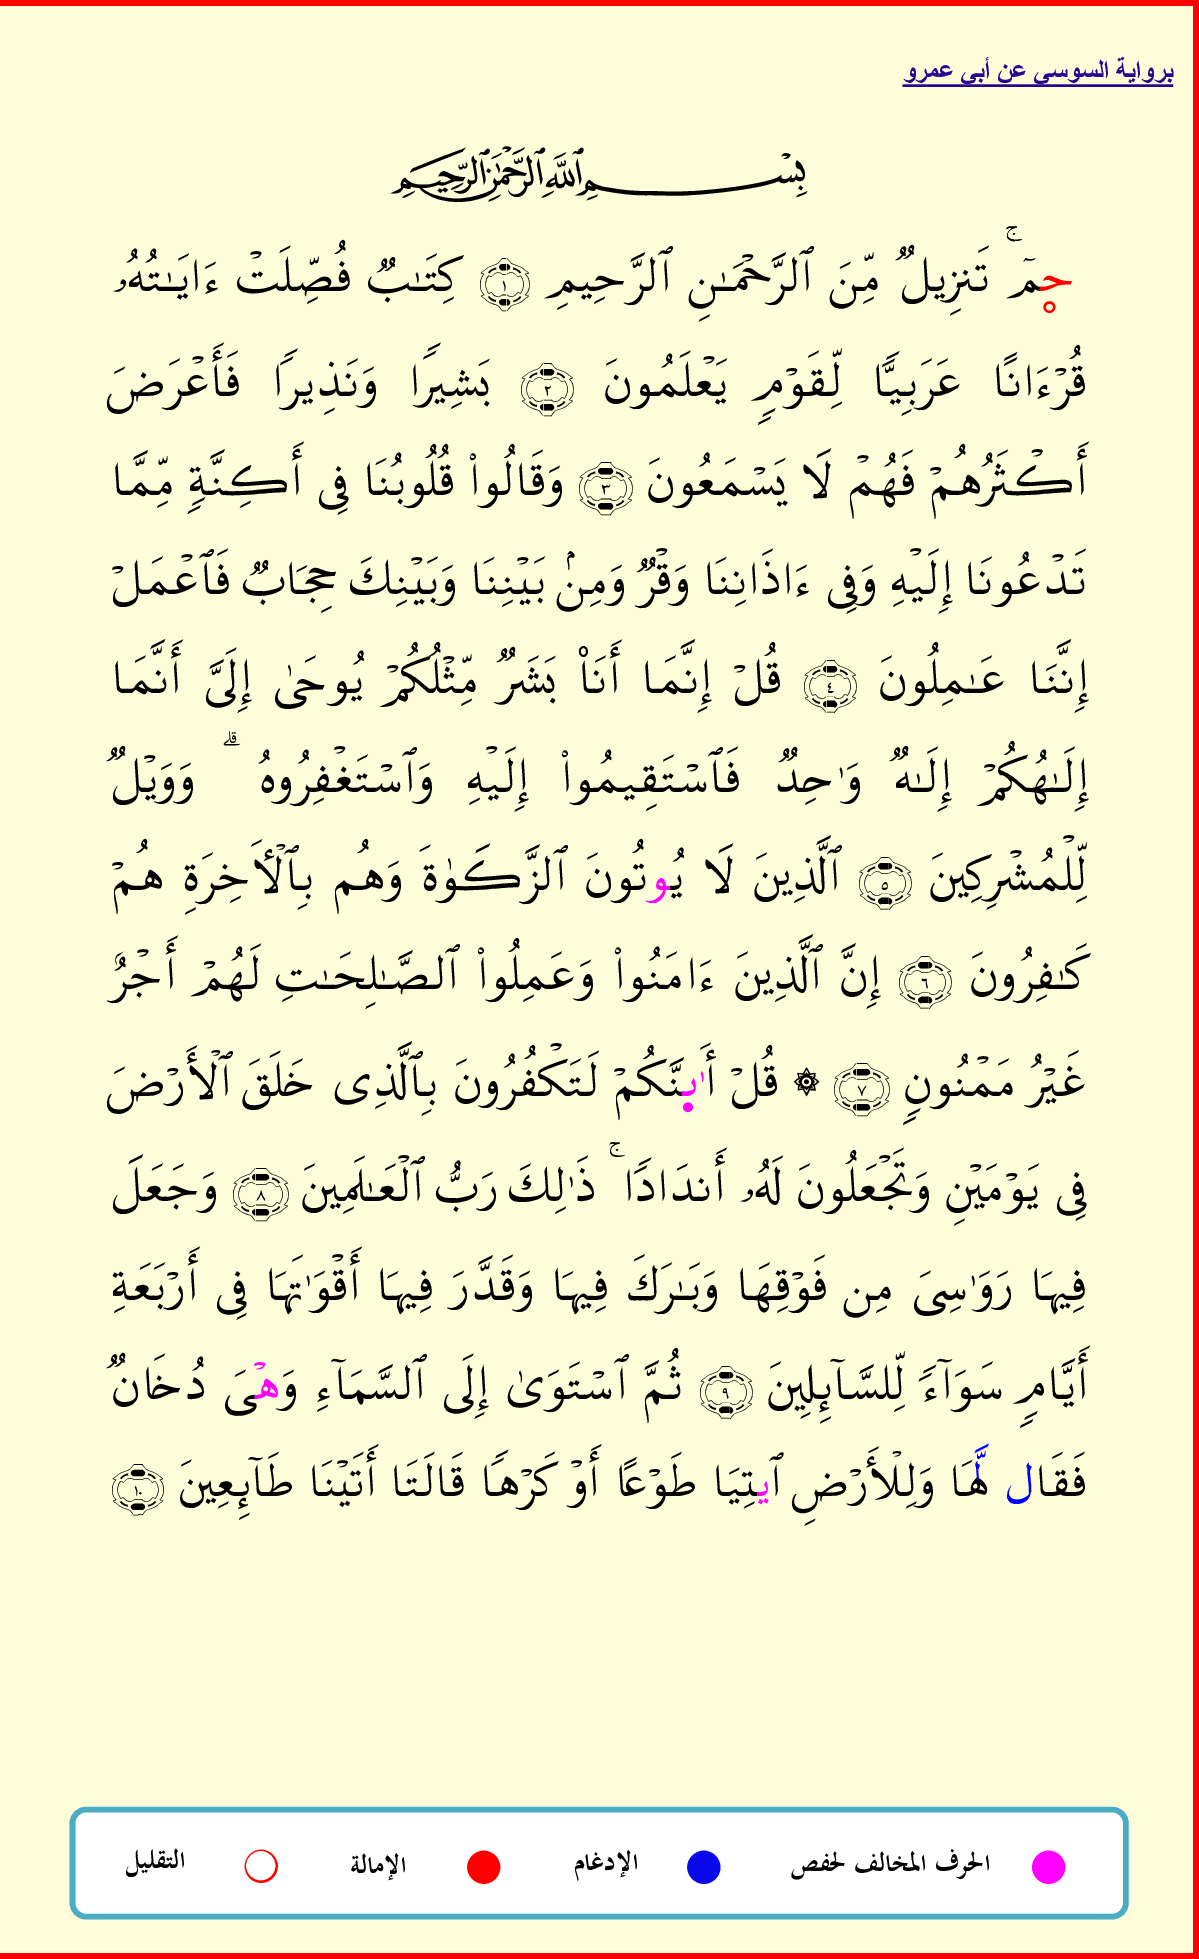 برواية السوسي عن أبي عمرو
بِسْمِ ٱللَّهِ ٱلرَّحْمَٰنِ ٱلرَّحِيمِ
حمٓ ۚ تَنزِيلٌ مِّنَ ٱلرَّحْمَـٰنِ ٱلرَّحِيمِ ١ كِتَـٰبٌ فُصِّلَتْ ءَايَـٰتُهُۥ
قُرْءَانًا عَرَبِيًّا لِّقَوْمٍ يَعْلَمُونَ ٢ بَشِيرًا وَنَذِيرًا فَأَعْرَضَ
أَكْثَرُهُمْ فَهُمْ لَا يَسْمَعُونَ ٣ وَقَالُوا۟ قُلُوبُنَا فِى أَكِنَّةٍ مِّمَّا
تَدْعُونَا إِلَيْهِ وَفِى ءَاذَانِنَا وَقْرٌ وَمِنۢ بَيْنِنَا وَبَيْنِكَ حِجَابٌ فَٱعْمَلْ
إِنَّنَا عَـٰمِلُونَ ٤ قُلْ إِنَّمَا أَنَا۠ بَشَرٌ مِّثْلُكُمْ يُوحَىٰ إِلَىَّ أَنَّمَا
إِلَـٰهُكُمْ إِلَـٰهٌ وَٰحِدٌ فَٱسْتَقِيمُوا۟ إِلَيْهِ وَٱسْتَغْفِرُوهُ ۗ وَوَيْلٌ
لِّلْمُشْرِكِينَ ٥ ٱلَّذِينَ لَا يُوتُونَ ٱلزَّكَوٰةَ وَهُم بِٱلْأَخِرَةِ هُمْ
كَـٰفِرُونَ ٦ إِنَّ ٱلَّذِينَ ءَامَنُوا۟ وَعَمِلُوا۟ ٱلصَّـٰلِحَـٰتِ لَهُمْ أَجْرٌ
غَيْرُ مَمْنُونٍ ٧ ۞ قُلْ أَىٰ۪نَّكُمْ لَتَكْفُرُونَ بِٱلَّذِى خَلَقَ ٱلْأَرْضَ
فِى يَوْمَيْنِ وَتَجْعَلُونَ لَهُۥ أَندَادًا ۚ ذَٰلِكَ رَبُّ ٱلْعَـٰلَمِينَ ٨ وَجَعَلَ
فِيهَا رَوَٰسِىَ مِن فَوْقِهَا وَبَـٰرَكَ فِيهَا وَقَدَّرَ فِيهَا أَقْوَٰتَهَا فِى أَرْبَعَةِ
أَيَّامٍ سَوَآءً لِّلسَّآئِلِينَ ٩ ثُمَّ ٱسْتَوَىٰ إِلَى ٱلسَّمَآءِ وَهْىَ دُخَانٌ
فَقَال لَّهَا وَلِلْأَرْضِ ٱيتِيَا طَوْعًا أَوْ كَرْهًا قَالَتَا أَتَيْنَا طَآئِعِينَ ١٠
الحرف المخالف لحفص الإدغام الإمالة التقليل